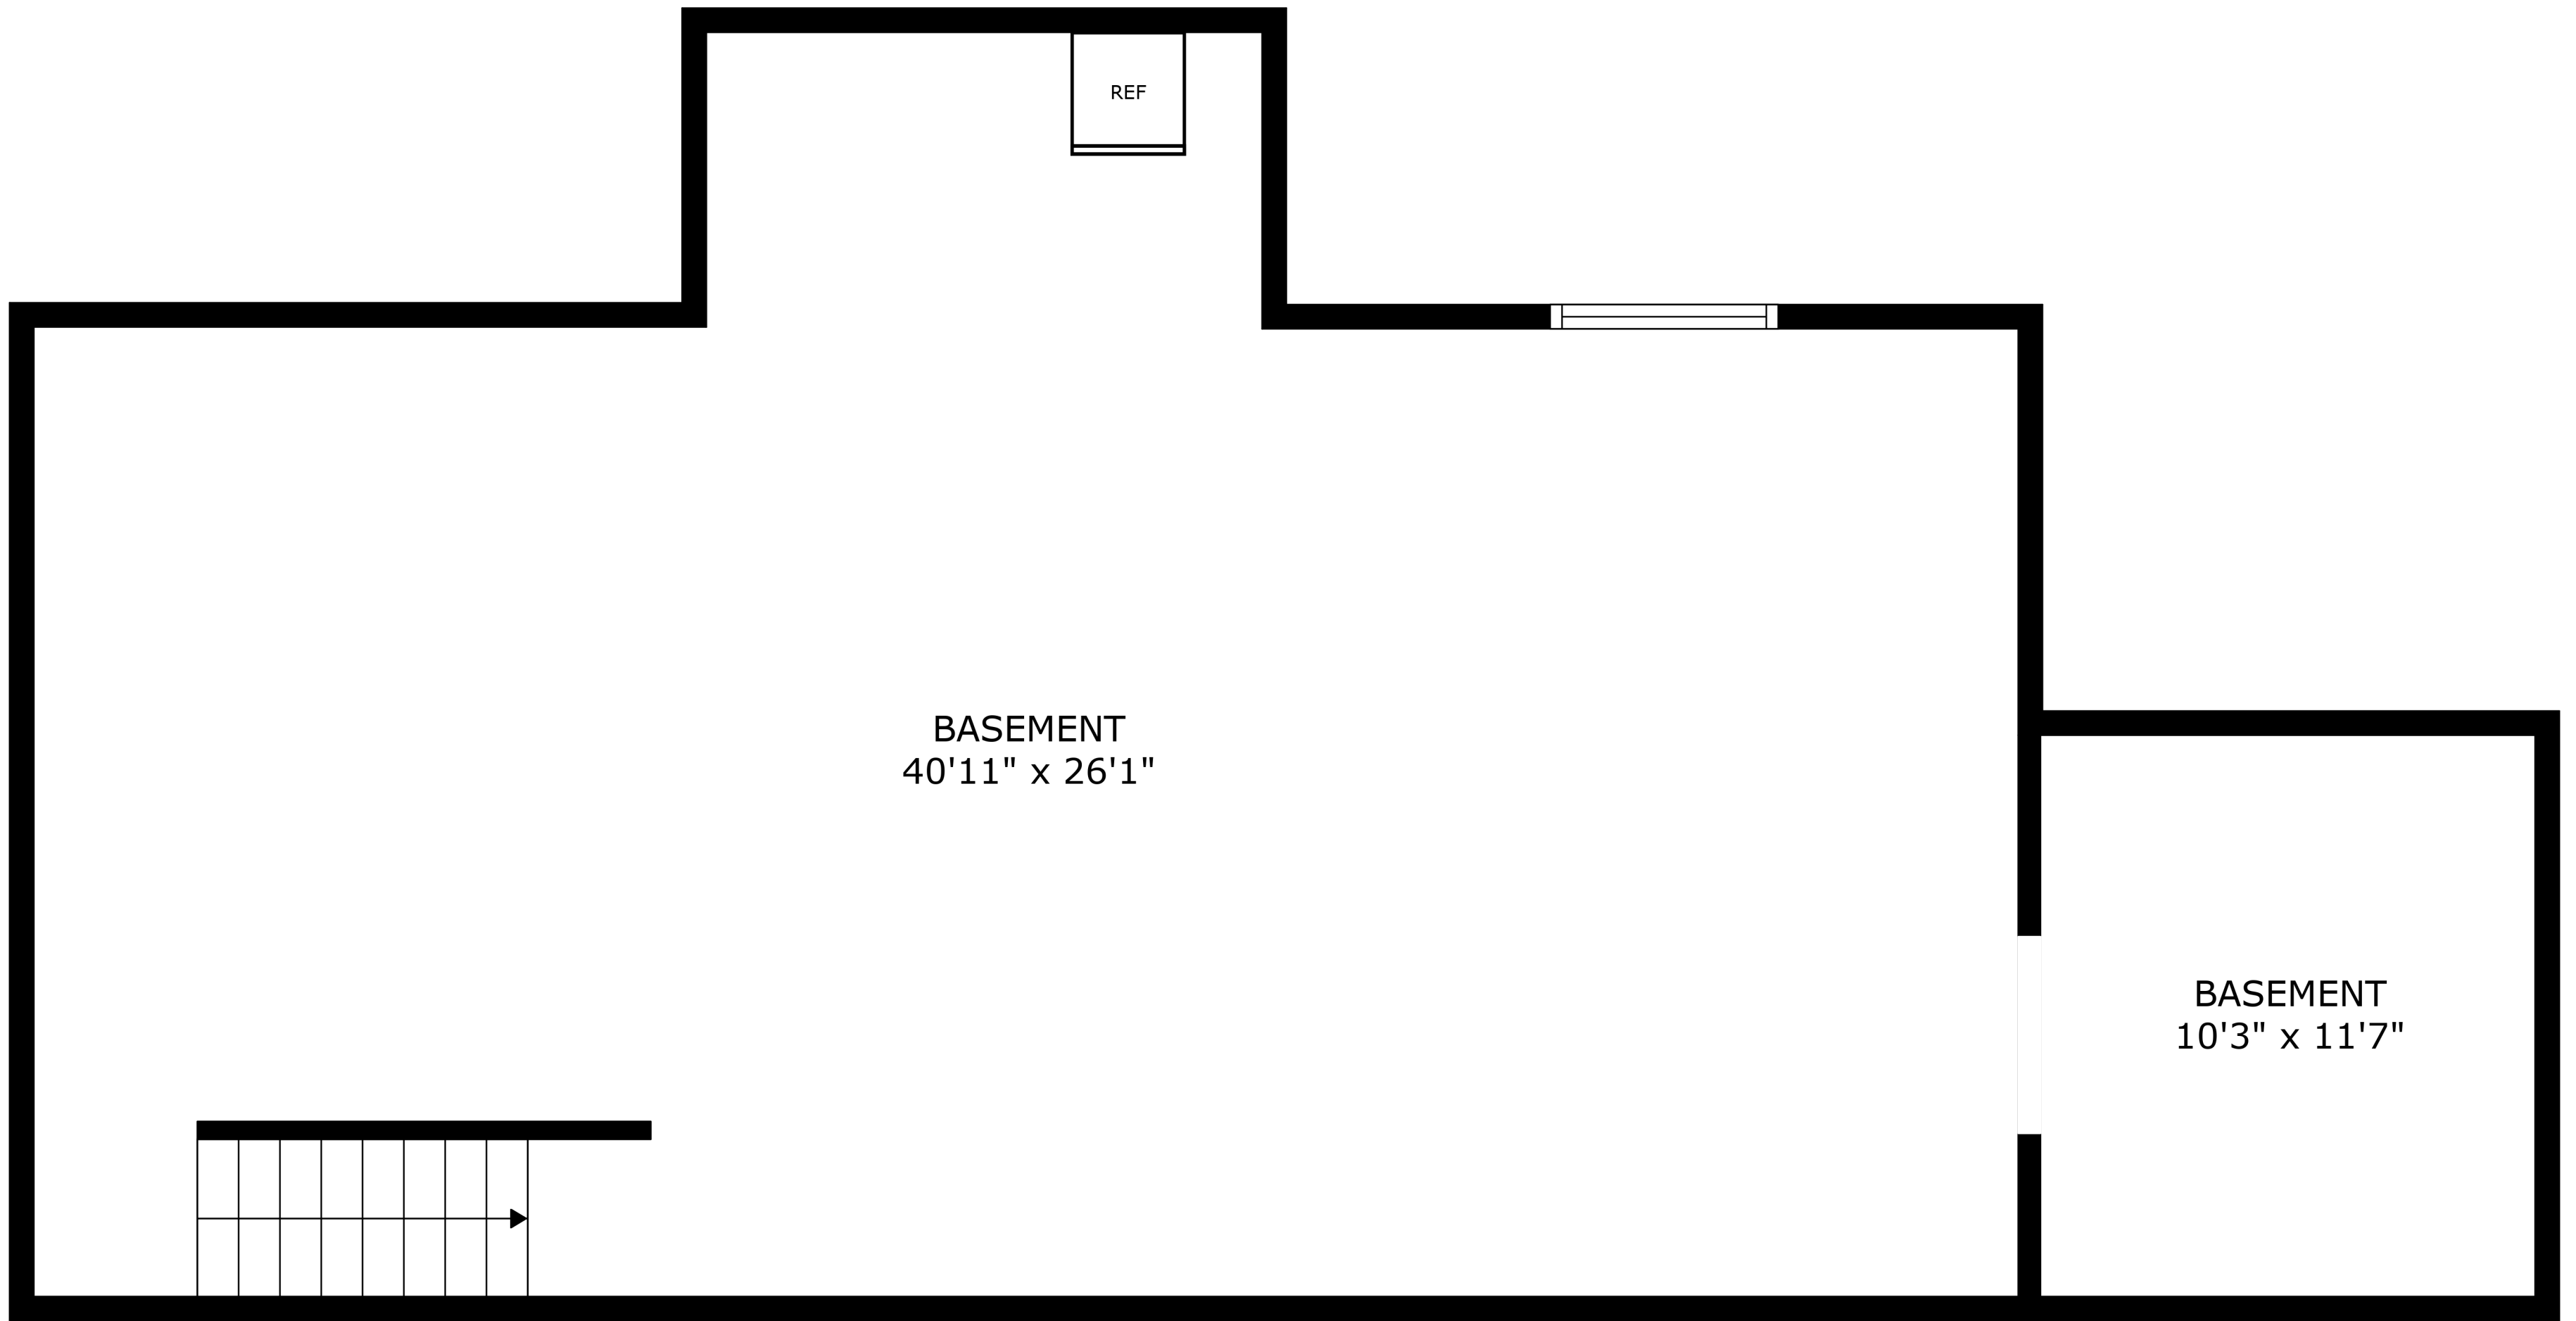 REF
BASEMENT
40'11" x 26'1"
BASEMENT
10'3" x 11'7"